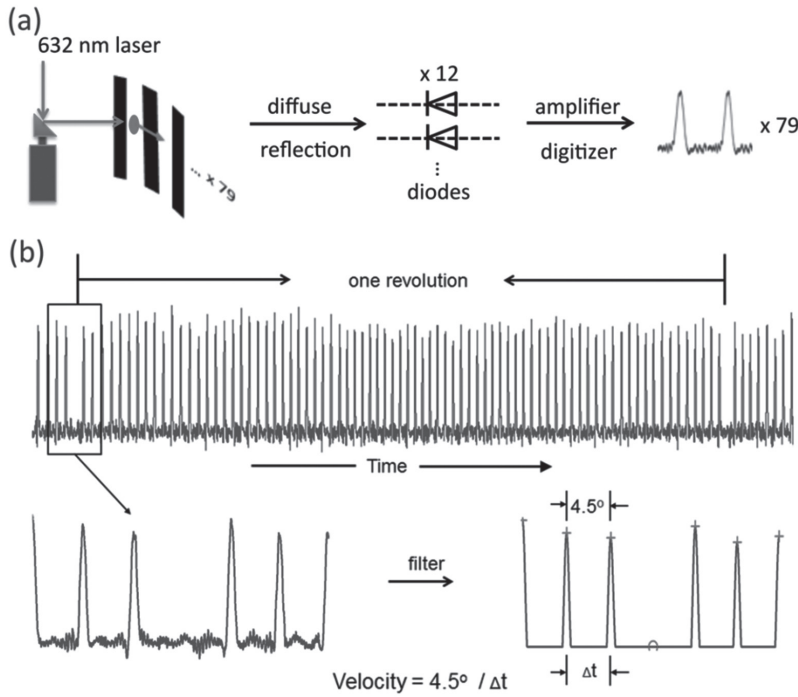 (a)
632 nm laser
... x 79
diffuse
reflection
x 12
⋮
diodes
amplifier
digitizer
x 79
(b)
one revolution
Time
4.5°
filter
Δt
Velocity = 4.5° / Δt